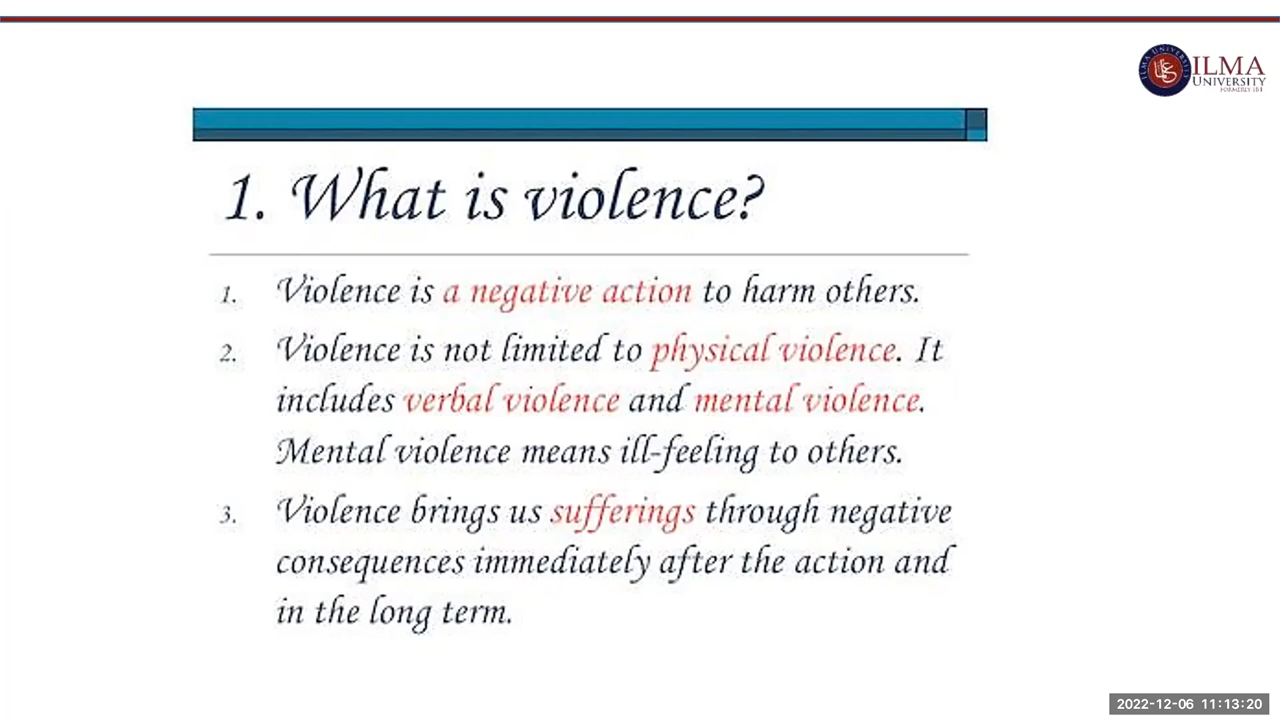 ILMA
UNIVERSITY
FORMERLY IBT
1. What is violence?
1. Violence is a negative action to harm others.
2. Violence is not limited to physical violence. It
includes verbal violence and mental violence.
Mental violence means ill-feeling to others.
3. Violence brings us sufferings through negative
consequences immediately after the action and
in the long term.
2022-12-06 11:13:20